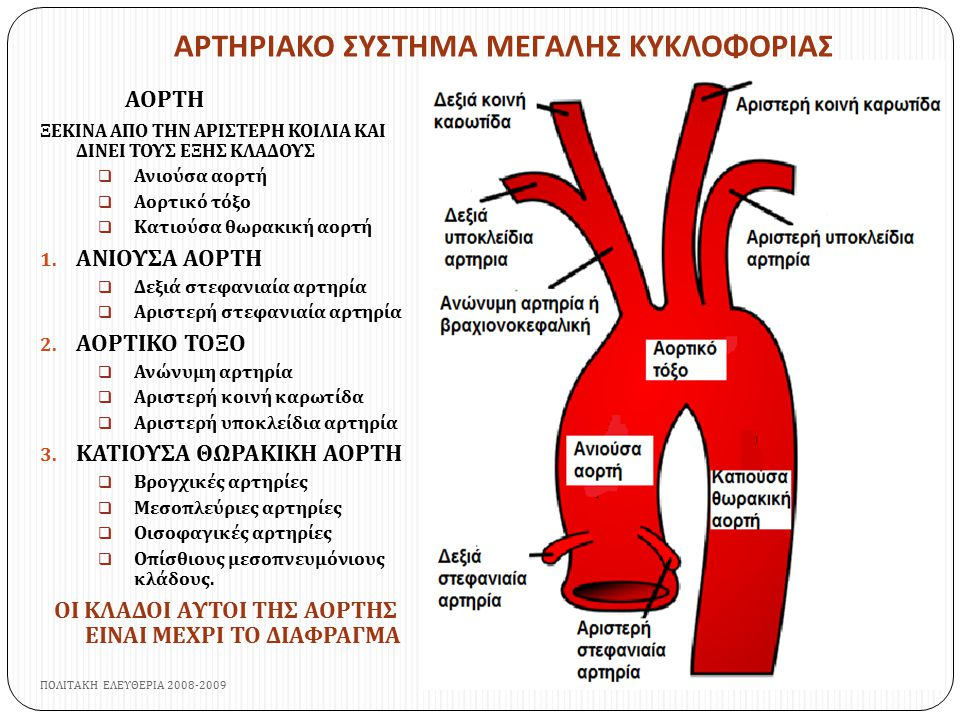 ΑΡΤΗΡΙΑΚΟ ΣΥΣΤΗΜΑ ΜΕΓΑΛΗΣ ΚΥΚΛΟΦΟΡΙΑΣ
ΑΟΡΤΗ
ΞΕΚΙΝΑ ΑΠΟ ΤΗΝ ΑΡΙΣΤΕΡΗ ΚΟΙΛΙΑ ΚΑΙ
ΔΙΝΕΙ ΤΟΥΣ ΕΞΗΣ ΚΛΑΔΟΥΣ
Ανιούσα αορτή
Αορτικό τόξο
Κατιούσα θωρακική αορτή
1. ΑΝΙΟΥΣΑ ΑΟΡΤΗ
Δεξιά στεφανιαία αρτηρία
Αριστερή στεφανιαία αρτηρία
2. ΑΟΡΤΙΚΟ ΤΟΞΟ
Ανώνυμη αρτηρία
Αριστερή κοινή καρωτίδα
Αριστερή υποκλείδια αρτηρία
3. ΚΑΤΙΟΥΣΑ ΘΩΡΑΚΙΚΗ ΑΟΡΤΗ
Βρογχικές αρτηρίες
Μεσοπλεύριες αρτηρίες
Οισοφαγικές αρτηρίες
Οπίσθιους μεσοπνευμόνιους
κλάδους.
ΟΙ ΚΛΑΔΟΙ ΑΥΤΟΙ ΤΗΣ ΑΟΡΤΗΣ
ΕΙΝΑΙ ΜΕΧΡΙ ΤΟ ΔΙΑΦΡΑΓΜΑ
ΠΟΛΙΤΑΚΗ ΕΛΕΥΘΕΡΙΑ 2008-2009
Δεξιά κοινή
καρωτίδα
Αριστερή κοινή καρωτίδα
Δεξιά
υποκλείδια
αρτηρια
Αριστερή υποκλείδια
αρτηρία
Ανώνυμη αρτηρία ή
βραχιονοκεφαλική
Αορτικό
τόξο
Ανιούσα
αορτή
Κατιούσα
θωρακική
αορτή
Δεξιά
στεφανιαία
αρτηρία
Αριστερή
στεφανιαία
αρτηρία